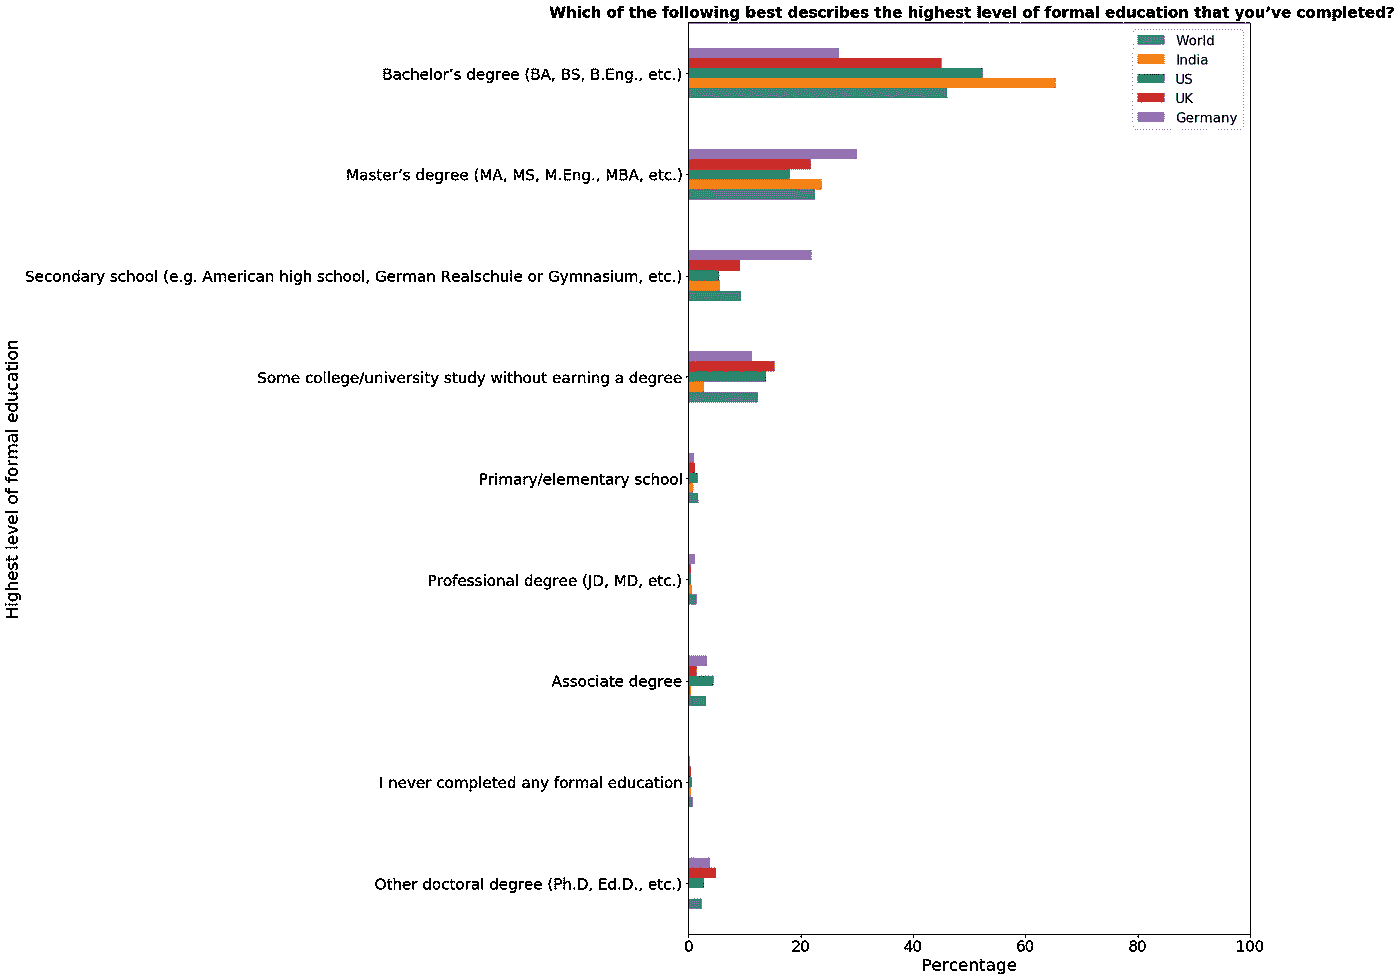 Which of the following best describes the highest level of formal education that you’ve completed?
World
India
US
UK
Germany
Bachelor’s degree (BA, BS, B.Eng., etc.)
Master’s degree (MA, MS, M.Eng., MBA, etc.)
Secondary school (e.g. American high school, German Realschule or Gymnasium, etc.)
Some college/university study without earning a degree
Primary/elementary school
Professional degree (JD, MD, etc.)
Associate degree
I never completed any formal education
Other doctoral degree (Ph.D, Ed.D., etc.)
Highest level of formal education
0 20 40 60 80 100
Percentage